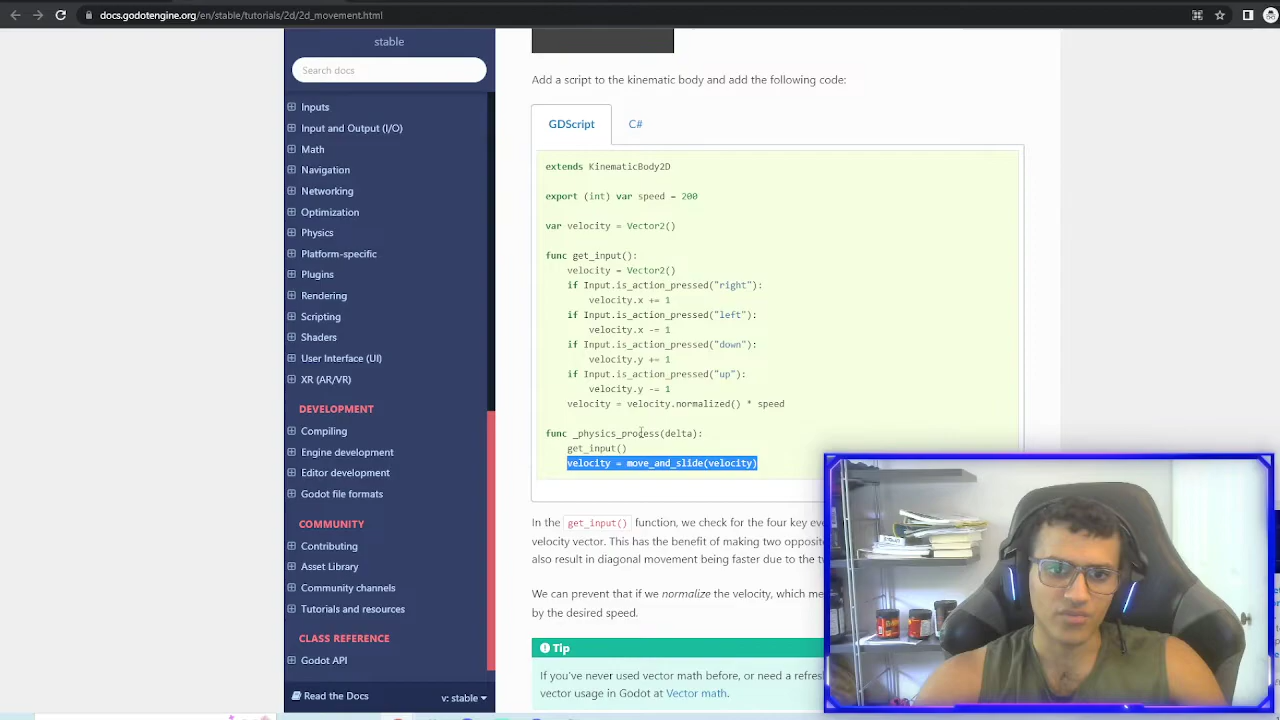 docs.godotengine.org/en/stable/tutorials/2d/2d_movement.html
stable
Search docs
Inputs
Input and Output (I/O)
Math
Navigation
Networking
Optimization
Physics
Platform-specific
Plugins
Rendering
Scripting
Shaders
User Interface (UI)
XR (AR/VR)
DEVELOPMENT
Compiling
Engine development
Editor development
Godot file formats
COMMUNITY
Contributing
Asset Library
Community channels
Tutorials and resources
CLASS REFERENCE
Godot API
Read the Docs
v: stable
Add a script to the kinematic body and add the following code:
GDScript
C#
extends KinematicBody2D
export (int) var speed = 200
var velocity = Vector2()
func get_input():
velocity = Vector2()
if Input.is_action_pressed("right"):
velocity.x += 1
if Input.is_action_pressed("left"):
velocity.x -= 1
if Input.is_action_pressed("down"):
velocity.y += 1
if Input.is_action_pressed("up"):
velocity.y -= 1
velocity = velocity.normalized() * speed
func _physics_process(delta):
get_input()
velocity = move_and_slide(velocity)
In the get_input() function, we check for the four key eve
velocity vector. This has the benefit of making two opposit
also result in diagonal movement being faster due to the tw
We can prevent that if we normalize the velocity, which me
by the desired speed.
Tip
If you've never used vector math before, or need a refres
vector usage in Godot at Vector math.